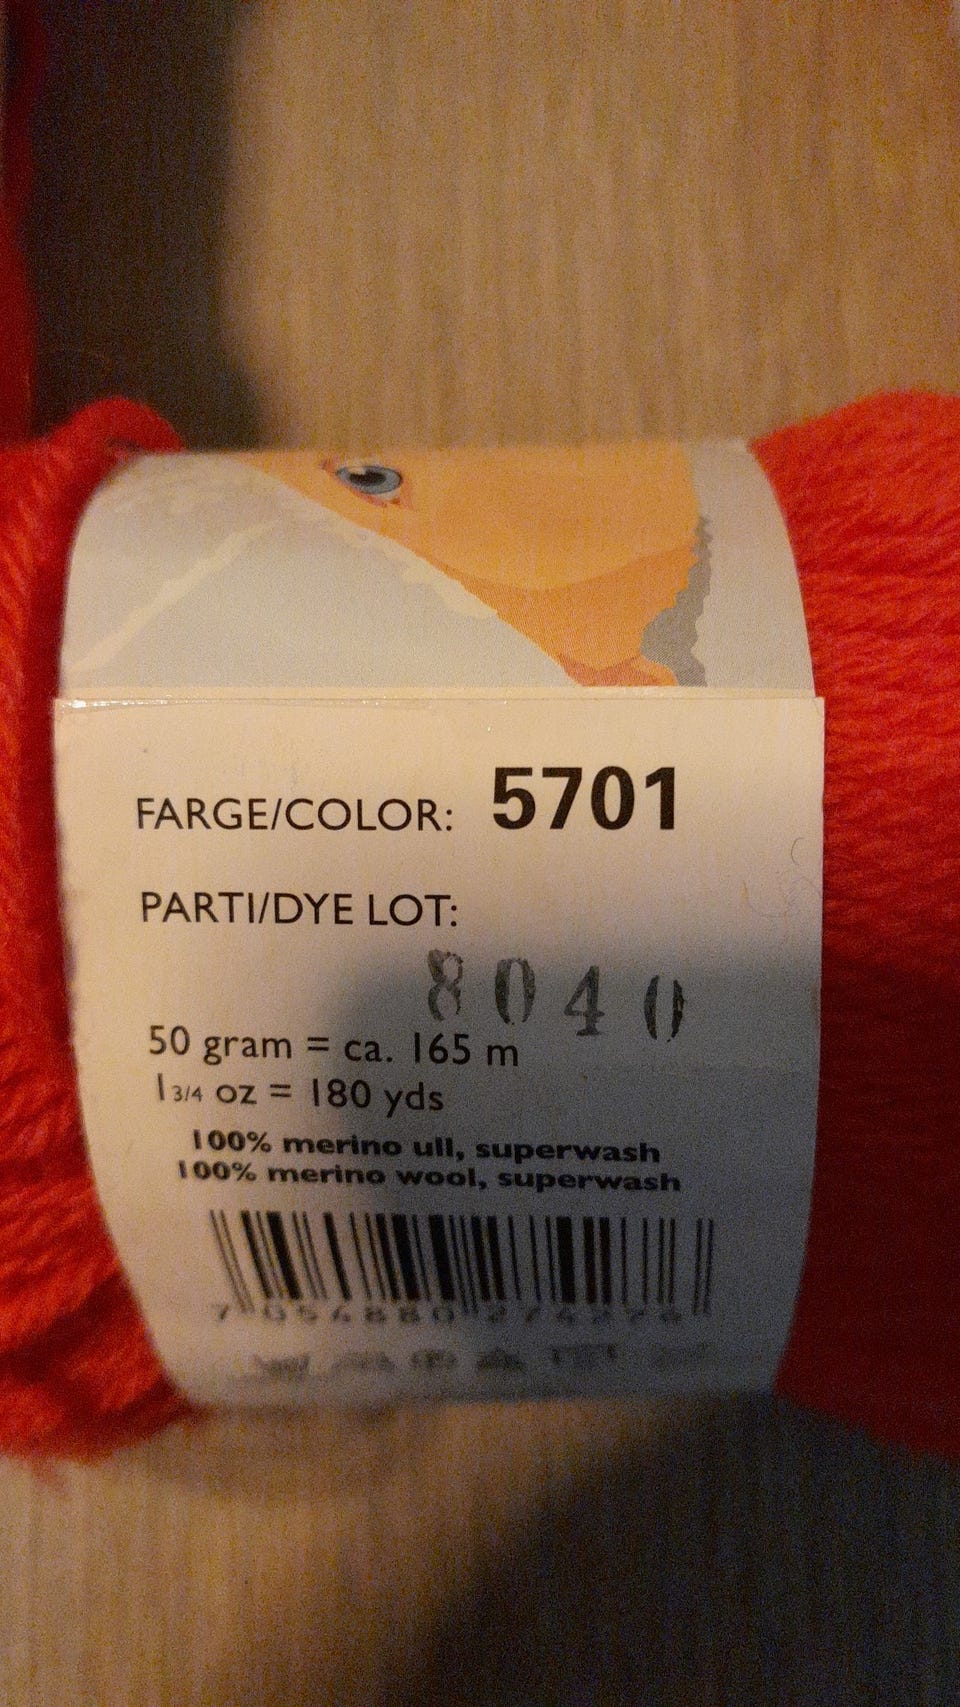 FARGE/COLOR: 5701
PARTI/DYE LOT:
8040
50 gram = ca. 165 m
1 3/4 oz = 180 yds
100% merino ull, superwash
100% merino wool, superwash